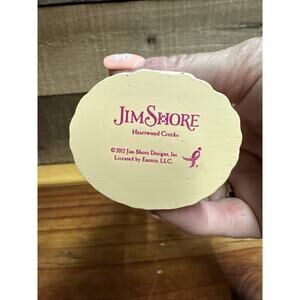 JIM SHORE
Heartwood Creek®
©2012 Jim Shore Designs, Inc
Licensed by Enesco, LLC.